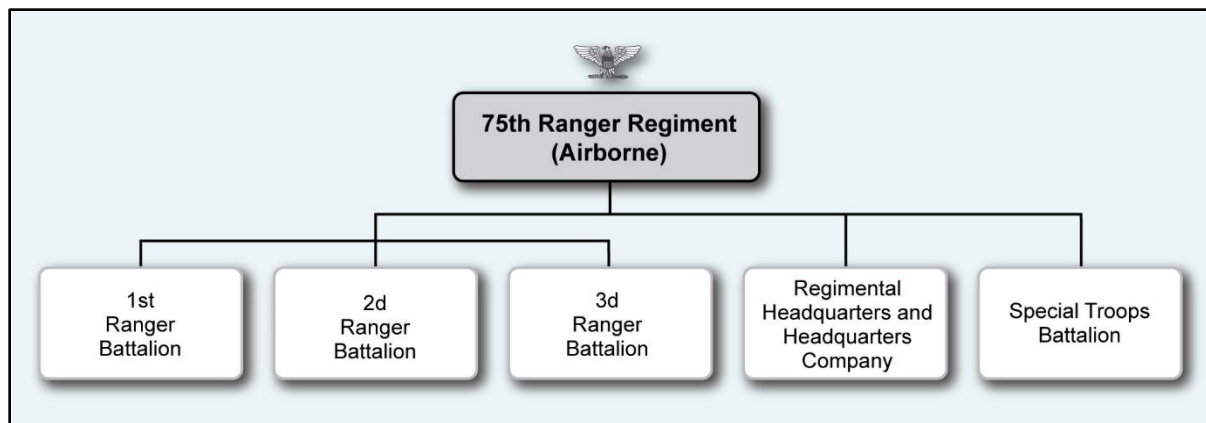 75th Ranger Regiment
(Airborne)
1st
Ranger
Battalion
2d
Ranger
Battalion
3d
Ranger
Battalion
Regimental
Headquarters and
Headquarters
Company
Special Troops
Battalion